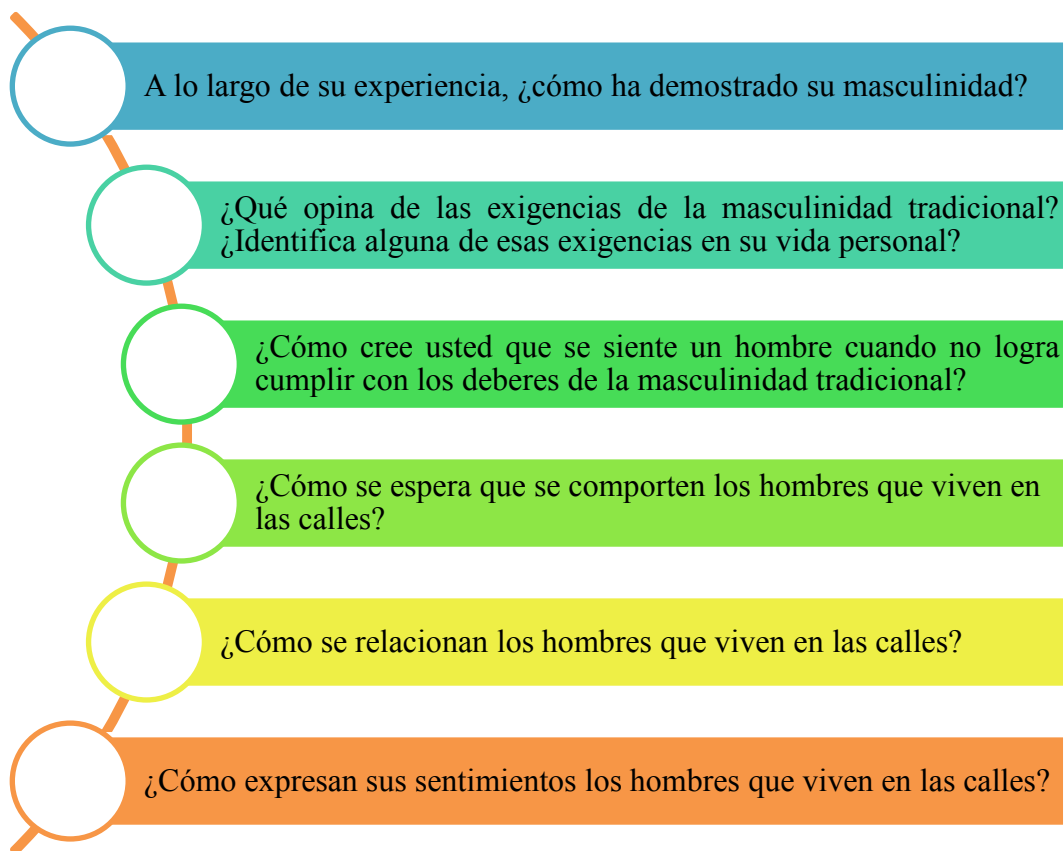 A lo largo de su experiencia, ¿cómo ha demostrado su masculinidad?
¿Qué opina de las exigencias de la masculinidad tradicional?
¿Identifica alguna de esas exigencias en su vida personal?
¿Cómo cree usted que se siente un hombre cuando no logra
cumplir con los deberes de la masculinidad tradicional?
¿Cómo se espera que se comporten los hombres que viven en
las calles?
¿Cómo se relacionan los hombres que viven en las calles?
¿Cómo expresan sus sentimientos los hombres que viven en las calles?